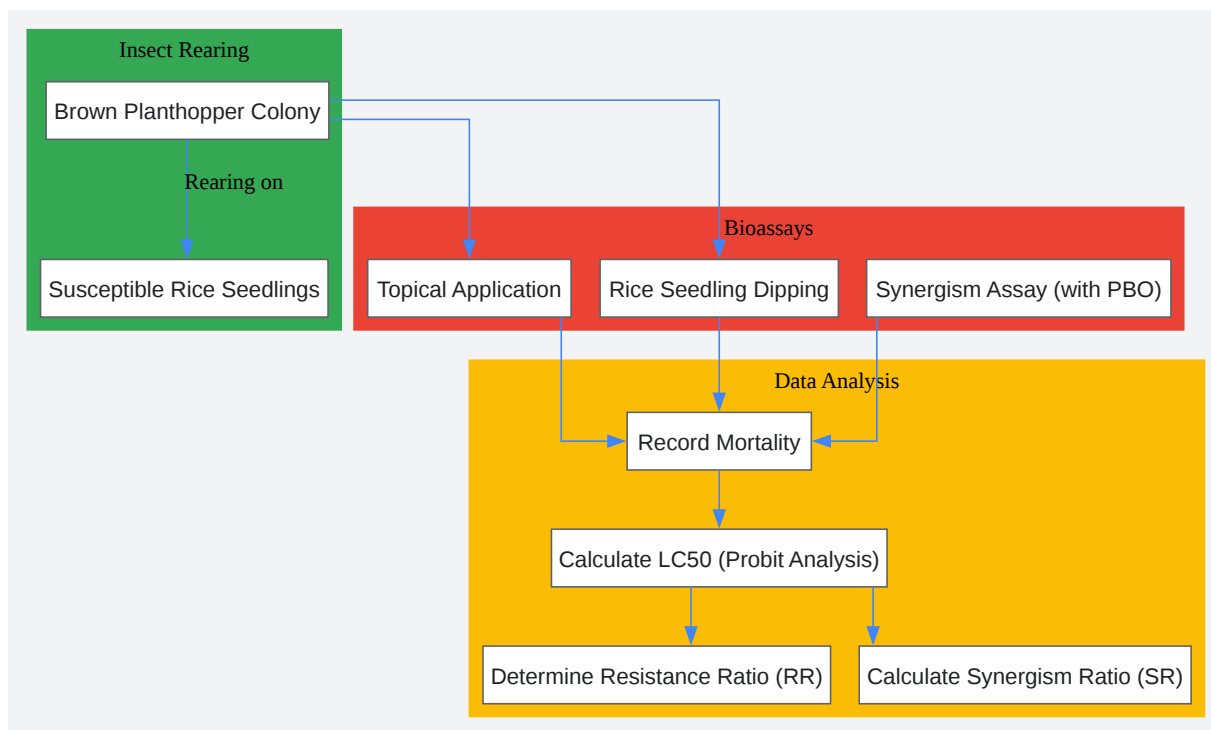 Insect Rearing
Brown Planthopper Colony
Rearing on
Susceptible Rice Seedlings
Bioassays
Topical Application
Rice Seedling Dipping
Synergism Assay (with PBO)
Data Analysis
Record Mortality
Calculate LC50 (Probit Analysis)
Determine Resistance Ratio (RR)
Calculate Synergism Ratio (SR)